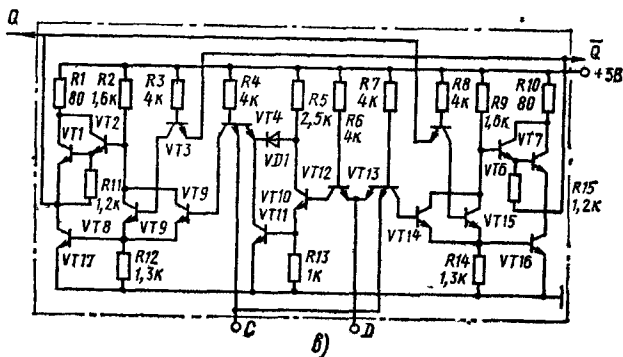 Q Q̅
+5В
R1 R2 R3 R4 R5 R6 R7 R8 R9 R10
80 1,6к 4к 4к 2,5к 4к 4к 4к 1,6к 80
VT4
VT1 VT2 VT3 VD1 VT6 VT7
VT12 VT13
R11 VT9 VT10 R15
1,2к VT11 VT14 VT15 1,2к
VT8 VT9
VT17 R12 R13 R14 VT16
1,3к 1к 1,3к
C D
в)